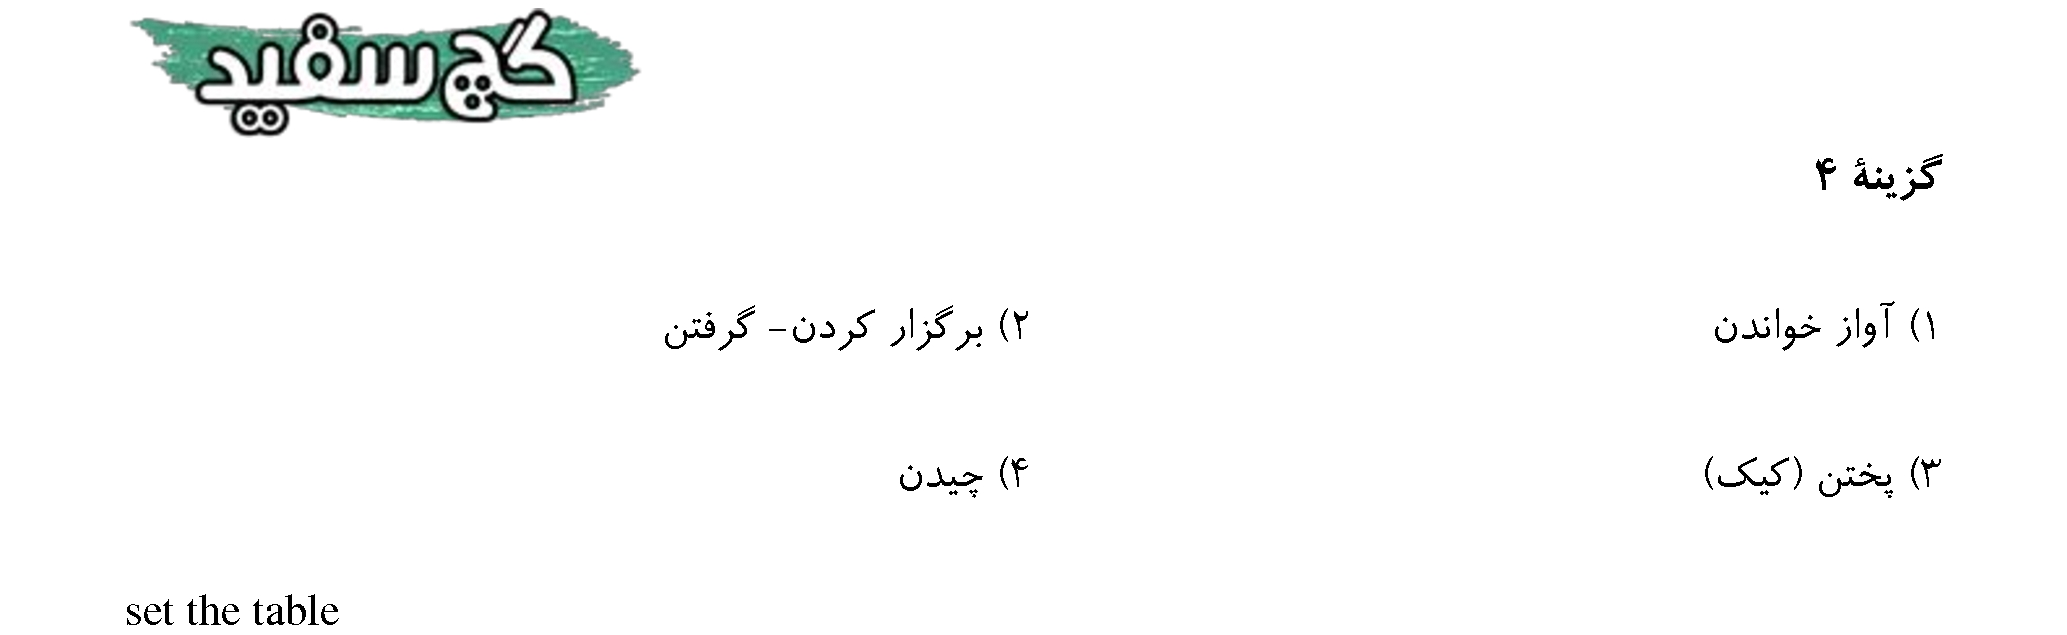 گچ سفید
گزینهٔ ۴
۱) آواز خواندن ۲) برگزار کردن- گرفتن
۳) پختن (کیک) ۴) چیدن
set the table